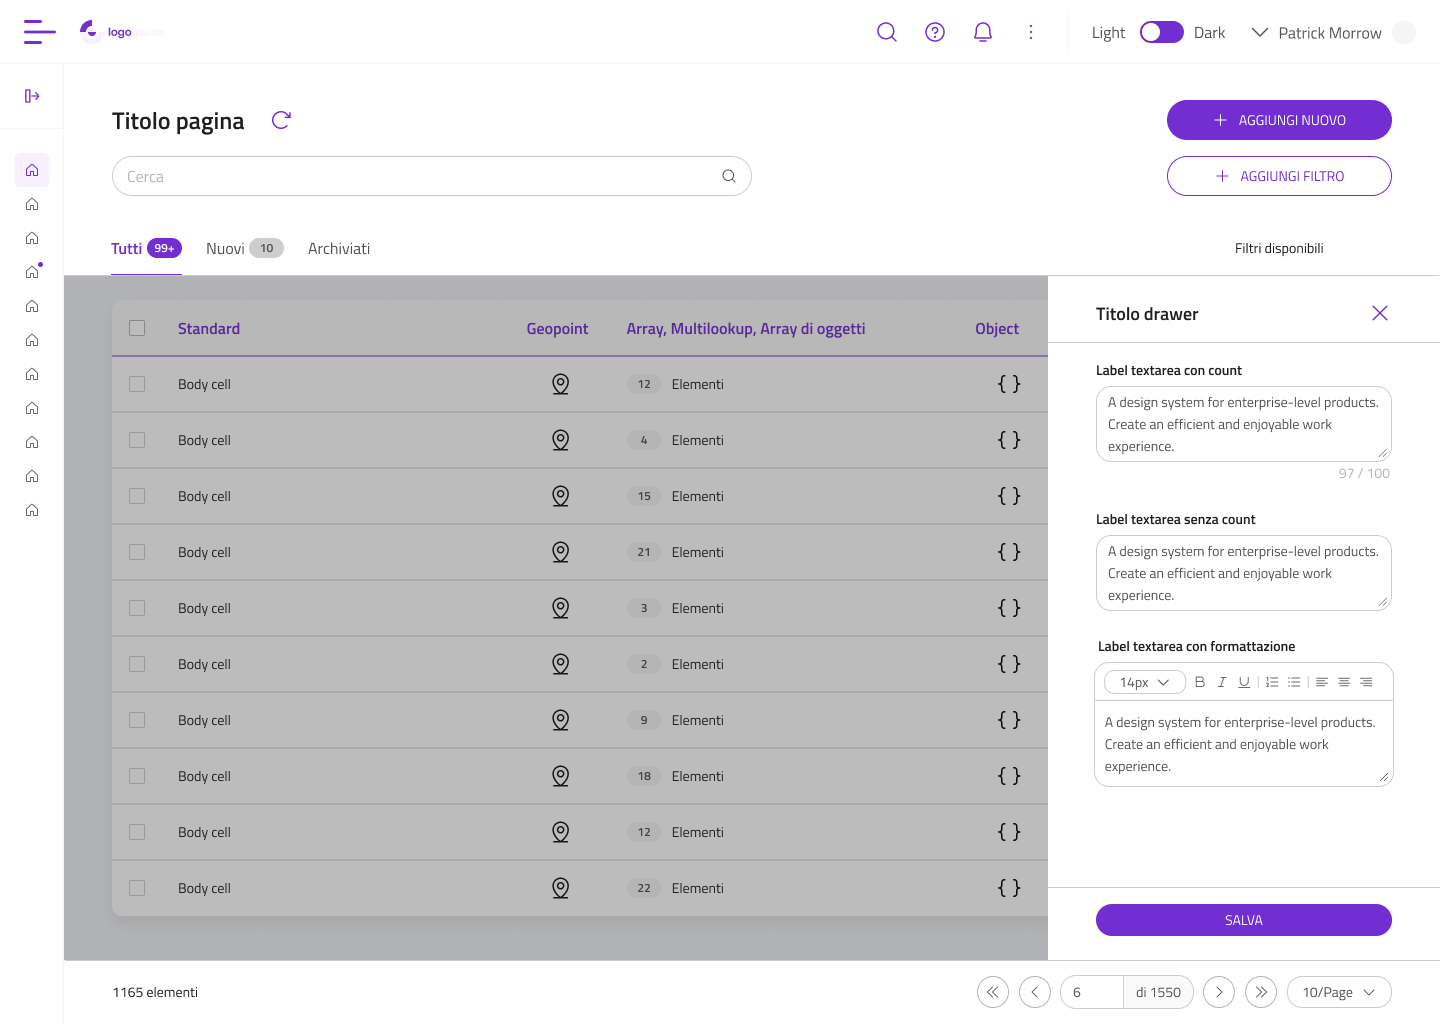 logoipsum
Light
Dark
Patrick Morrow
Titolo pagina
AGGIUNGI NUOVO
Cerca
AGGIUNGI FILTRO
Tutti 99+
Nuovi 10
Archiviati
Filtri disponibili
Standard
Geopoint
Array, Multilookup, Array di oggetti
Object
Body cell
12 Elementi
{ }
Body cell
4 Elementi
{ }
Body cell
15 Elementi
{ }
Body cell
21 Elementi
{ }
Body cell
3 Elementi
{ }
Body cell
2 Elementi
{ }
Body cell
9 Elementi
{ }
Body cell
18 Elementi
{ }
Body cell
12 Elementi
{ }
Body cell
22 Elementi
{ }
Titolo drawer
Label textarea con count
A design system for enterprise-level products.
Create an efficient and enjoyable work
experience.
97 / 100
Label textarea senza count
A design system for enterprise-level products.
Create an efficient and enjoyable work
experience.
Label textarea con formattazione
14px
B I U
A design system for enterprise-level products.
Create an efficient and enjoyable work
experience.
SALVA
1165 elementi
6
di 1550
10/Page